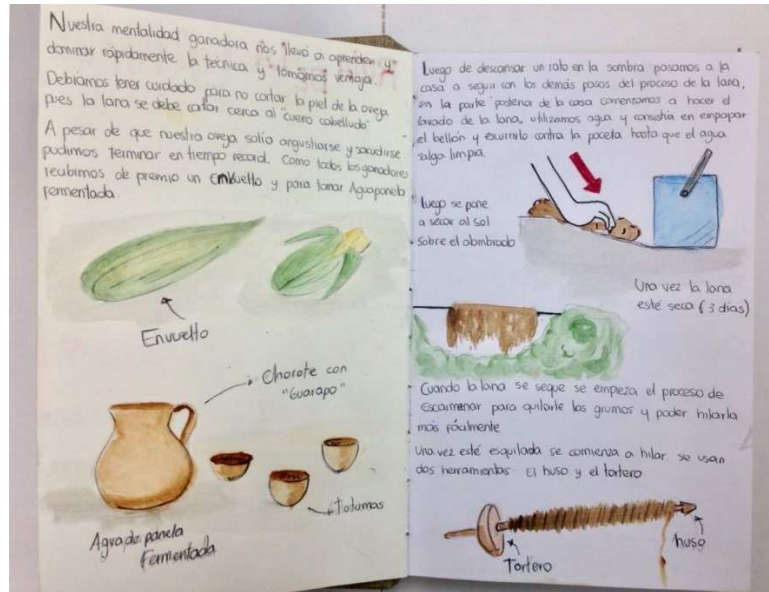 Nuestra mentalidad ganadora nos llevó a aprender y
dominar rápidamente la técnica y tomamos ventaja.
Debíamos tener cuidado para no cortar la piel de la oveja
pues la lana se debe cortar cerca al "cuero cabelludo"
A pesar de que nuestra oveja solía angustiarse y sacudirse
pudimos terminar en tiempo record. Como todos los ganadores
recibimos de premio un envuelto y para tomar Aguapanela
fermentada.
Envuelto
Chorote con
"Guarapo"
Totumas
Agua de panela
Fermentada
Luego de descansar un rato en la sombra pasamos a la
casa a seguir con los demás pasos del proceso de la lana,
en la parte posterior de la casa comenzamos a hacer el
lavado de la lana, utilizamos agua y consistía en empapar
el bellón y escurrirlo contra la poceta hasta que el agua
salga limpia.
Luego se pone
a secar al sol
sobre el alambrado
Una vez la lana
esté seca (3 días)
Cuando la lana se seque se empeza el proceso de
escarmenar para quitarle los grumos y poder hilarla
más fácilmente
Una vez esté esquilada se comienza a hilar. se usan
dos herramientas El huso y el tortero
Tortero
huso